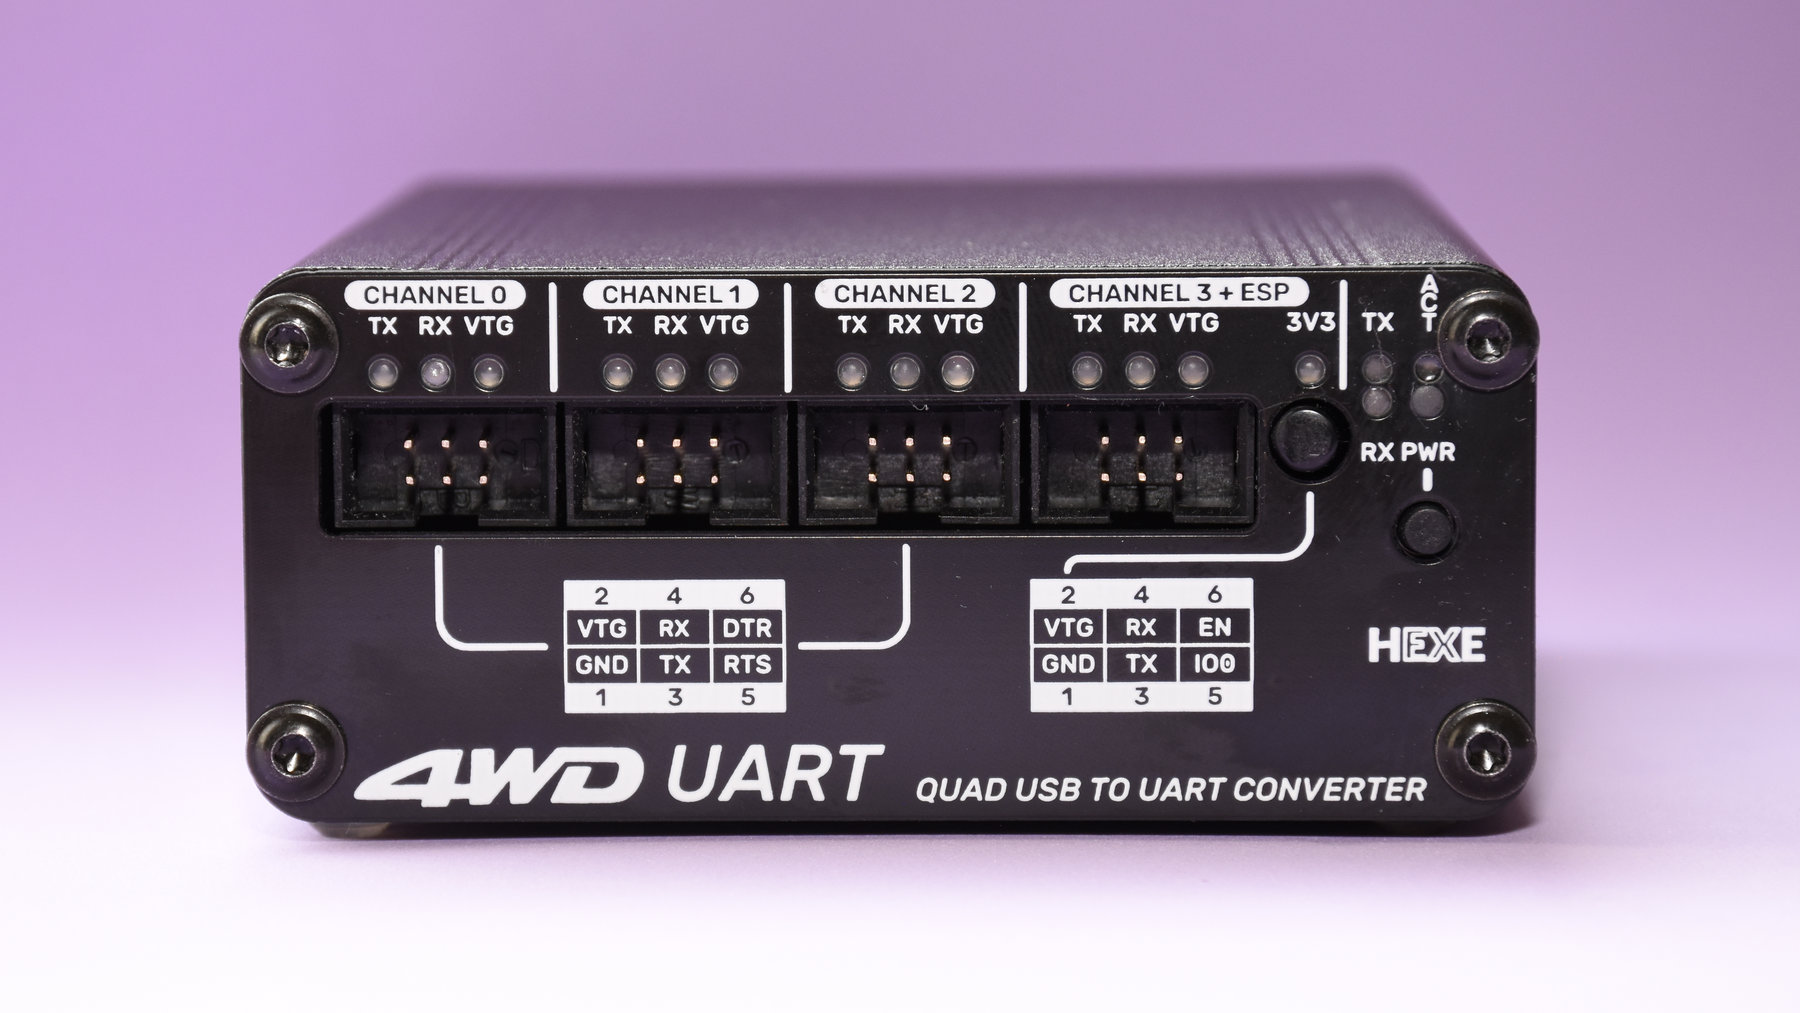 CHANNEL 0
TX RX VTG
CHANNEL 1
TX RX VTG
CHANNEL 2
TX RX VTG
CHANNEL 3 + ESP
TX RX VTG 3V3
TX ACT
RX PWR
2 4 6
VTG RX DTR
GND TX RTS
1 3 5
2 4 6
VTG RX EN
GND TX IO0
1 3 5
HEXE
4WD UART
QUAD USB TO UART CONVERTER